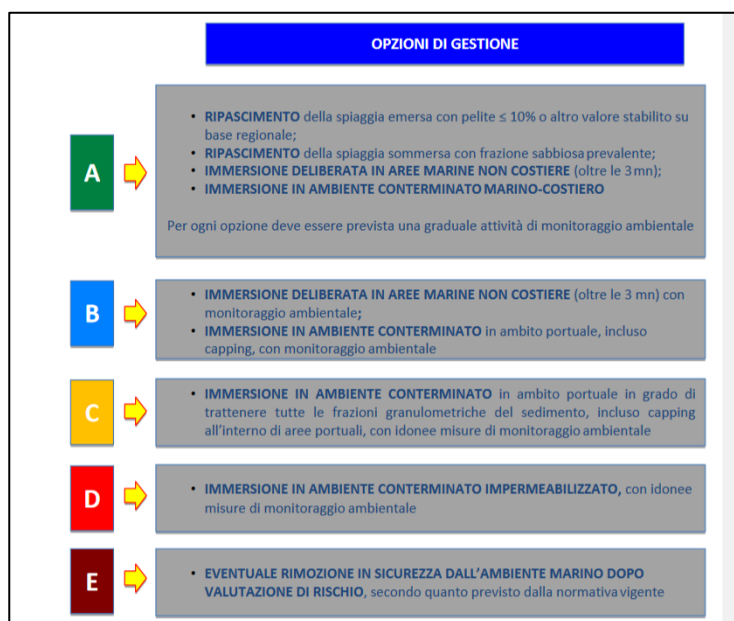 OPZIONI DI GESTIONE
A
• RIPASCIMENTO della spiaggia emersa con pelite ≤ 10% o altro valore stabilito su
base regionale;
• RIPASCIMENTO della spiaggia sommersa con frazione sabbiosa prevalente;
• IMMERSIONE DELIBERATA IN AREE MARINE NON COSTIERE (oltre le 3 mn);
• IMMERSIONE IN AMBIENTE CONTERMINATO MARINO-COSTIERO
Per ogni opzione deve essere prevista una graduale attività di monitoraggio ambientale
B
• IMMERSIONE DELIBERATA IN AREE MARINE NON COSTIERE (oltre le 3 mn) con
monitoraggio ambientale;
• IMMERSIONE IN AMBIENTE CONTERMINATO in ambito portuale, incluso
capping, con monitoraggio ambientale
C
• IMMERSIONE IN AMBIENTE CONTERMINATO in ambito portuale in grado di
trattenere tutte le frazioni granulometriche del sedimento, incluso capping
all'interno di aree portuali, con idonee misure di monitoraggio ambientale
D
• IMMERSIONE IN AMBIENTE CONTERMINATO IMPERMEABILIZZATO, con idonee
misure di monitoraggio ambientale
E
• EVENTUALE RIMOZIONE IN SICUREZZA DALL'AMBIENTE MARINO DOPO
VALUTAZIONE DI RISCHIO, secondo quanto previsto dalla normativa vigente